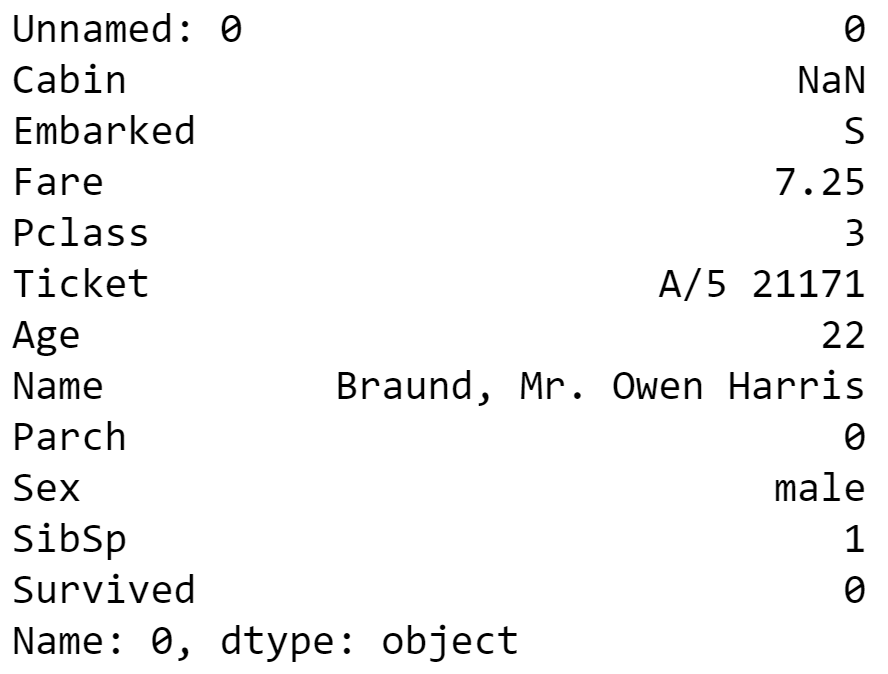 Unnamed: 0 0
Cabin NaN
Embarked S
Fare 7.25
Pclass 3
Ticket A/5 21171
Age 22
Name Braund, Mr. Owen Harris
Parch 0
Sex male
SibSp 1
Survived 0
Name: 0, dtype: object